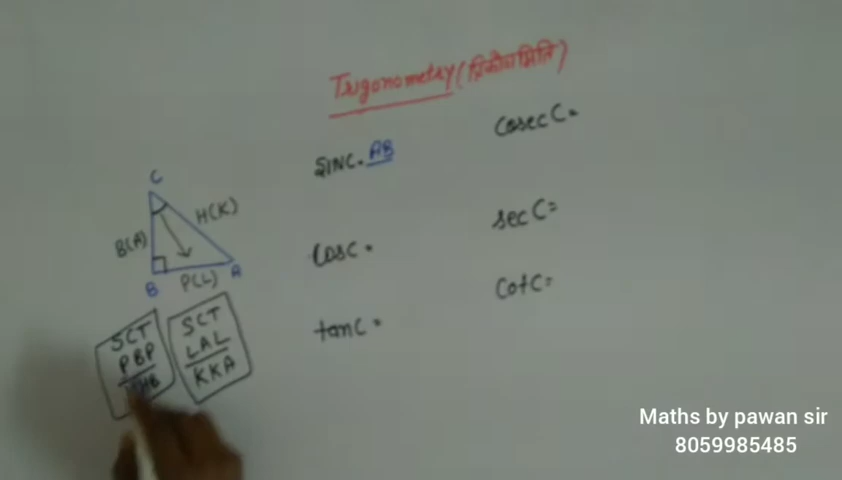 Trigonometry (त्रिकोणमिति)
SINC = AB
cosec C =
C
H(K)
B(A)
B
P(L)
A
cosC =
sec C =
tanC =
cotC =
SCT
PBP
HHB
SCT
LAL
KKA
Maths by pawan sir
8059985485